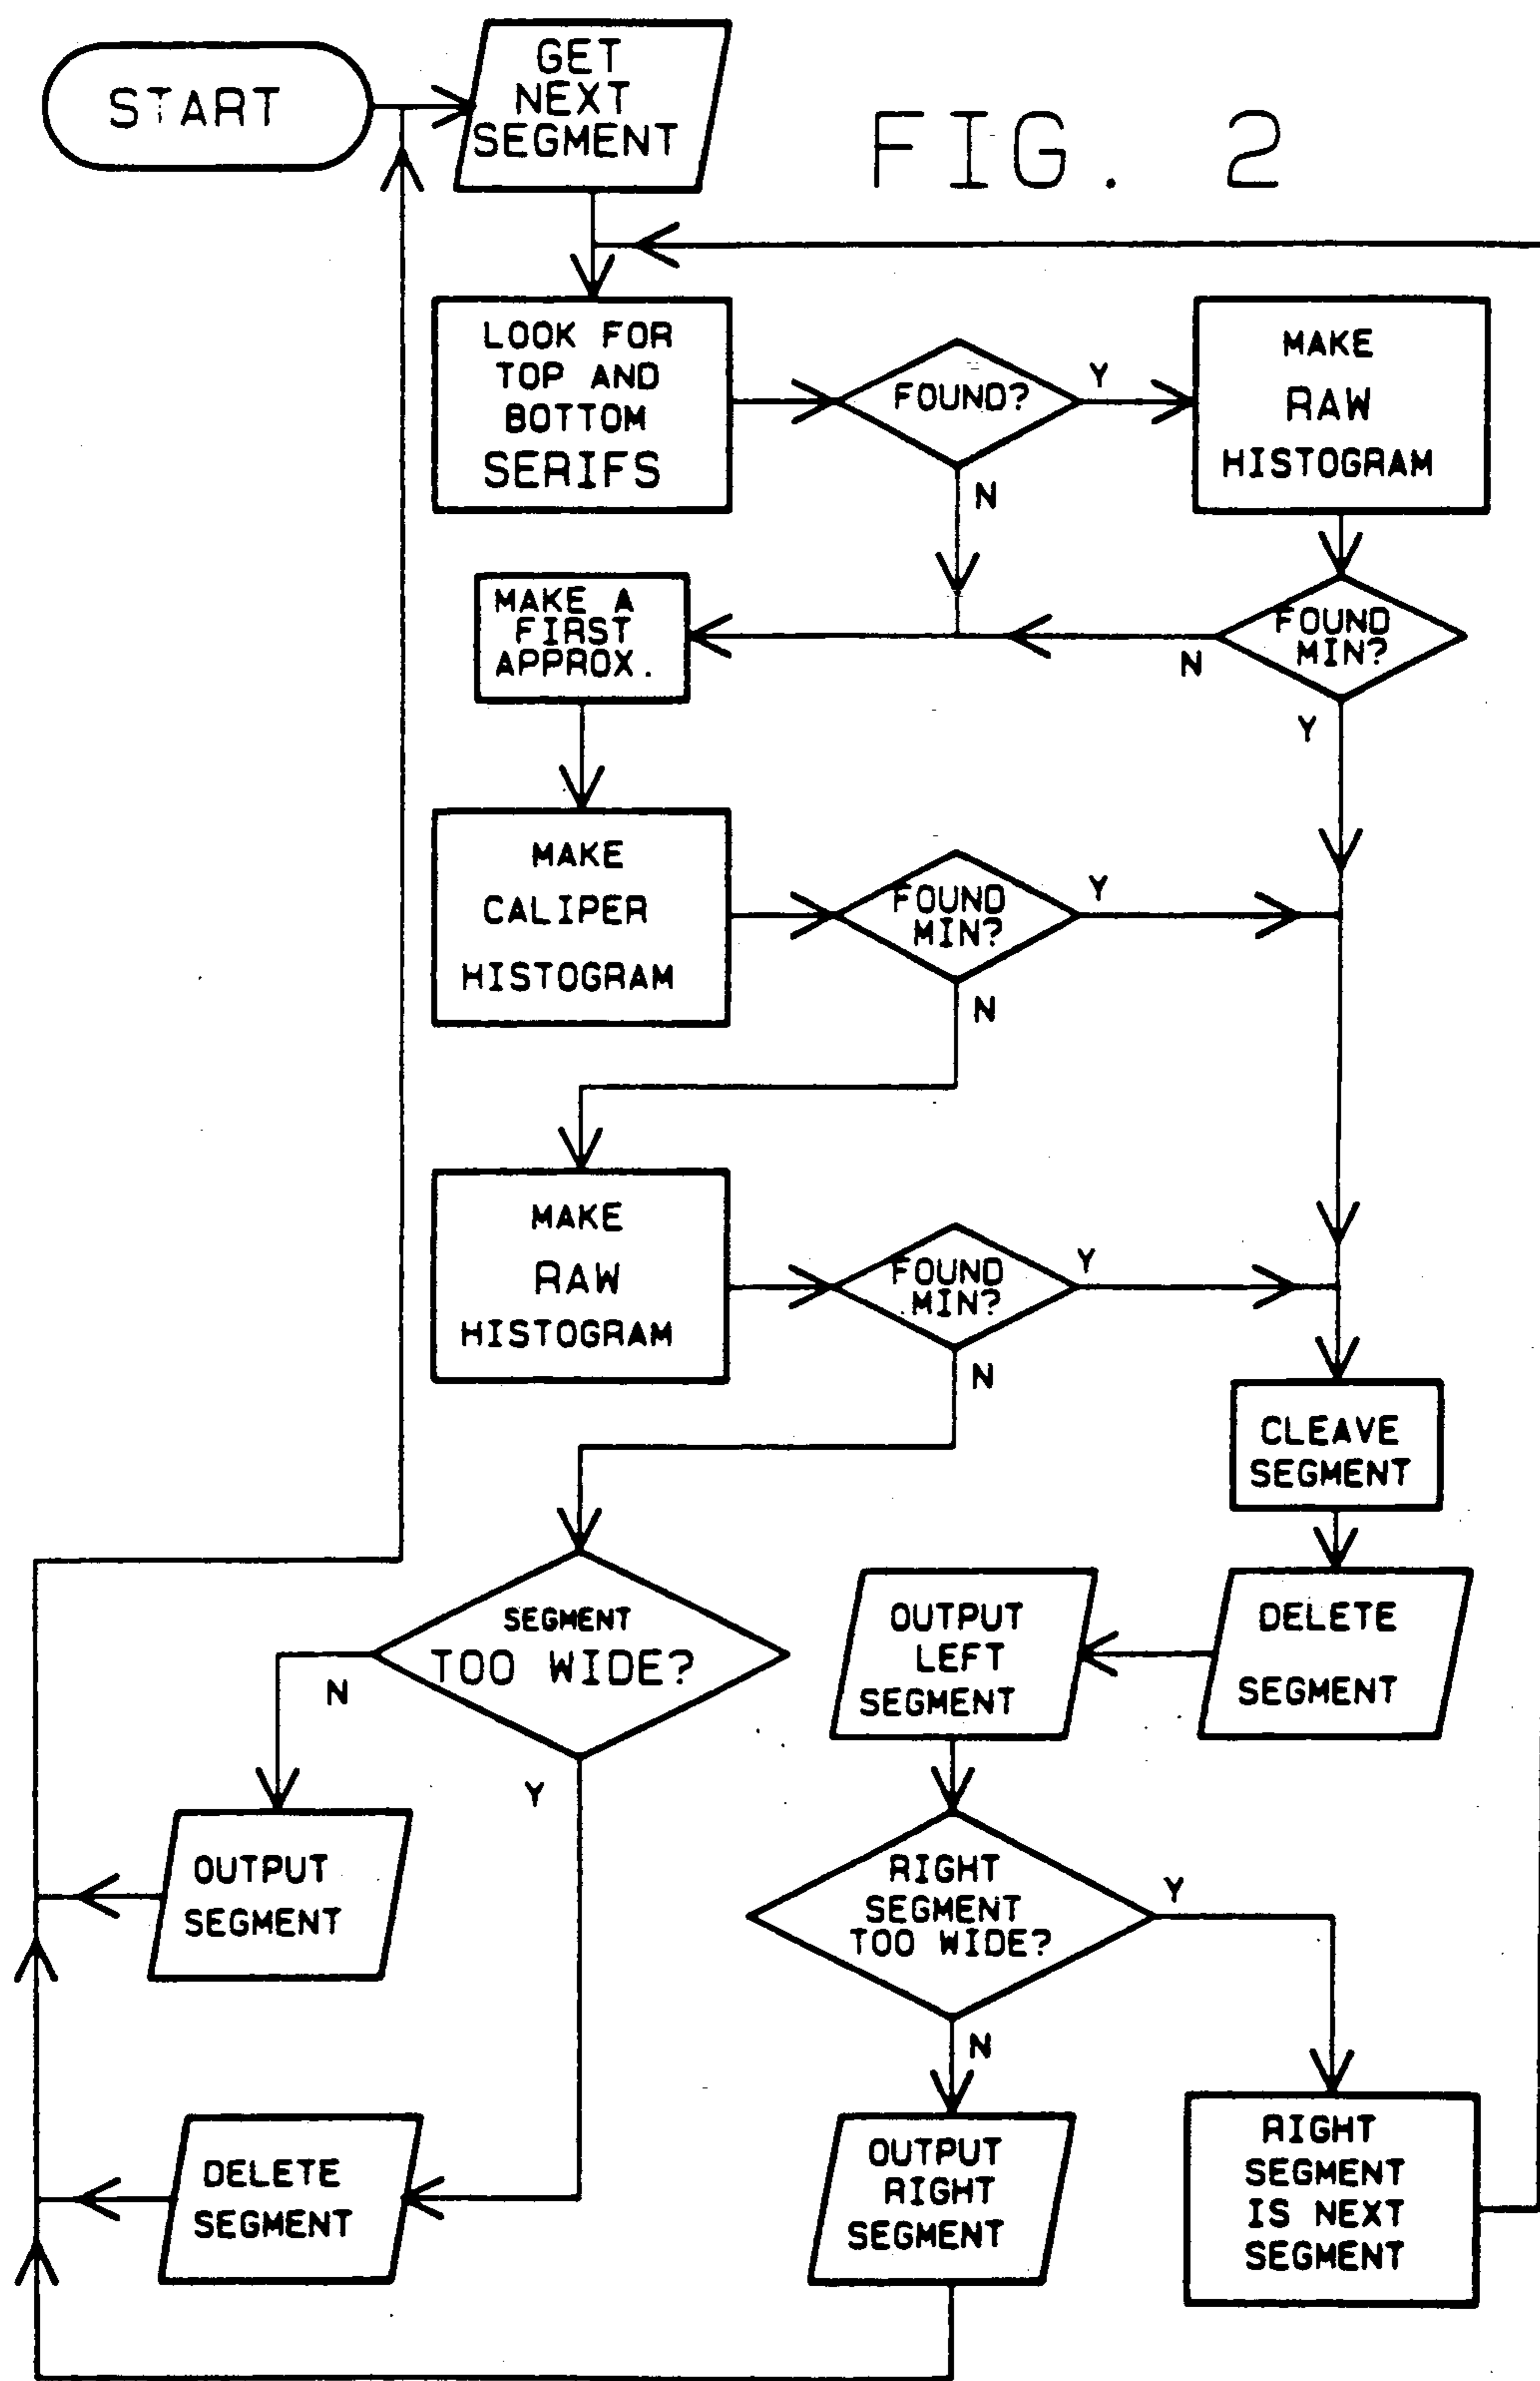 START
GET
NEXT
SEGMENT
FIG. 2
LOOK FOR
TOP AND
BOTTOM
SERIFS
FOUND?
Y
N
MAKE
RAW
HISTOGRAM
MAKE A
FIRST
APPROX.
FOUND
MIN?
N
Y
MAKE
CALIPER
HISTOGRAM
FOUND
MIN?
Y
N
MAKE
RAW
HISTOGRAM
FOUND
MIN?
Y
N
CLEAVE
SEGMENT
SEGMENT
TOO WIDE?
N
Y
OUTPUT
LEFT
SEGMENT
DELETE
SEGMENT
OUTPUT
SEGMENT
RIGHT
SEGMENT
TOO WIDE?
Y
N
DELETE
SEGMENT
OUTPUT
RIGHT
SEGMENT
RIGHT
SEGMENT
IS NEXT
SEGMENT